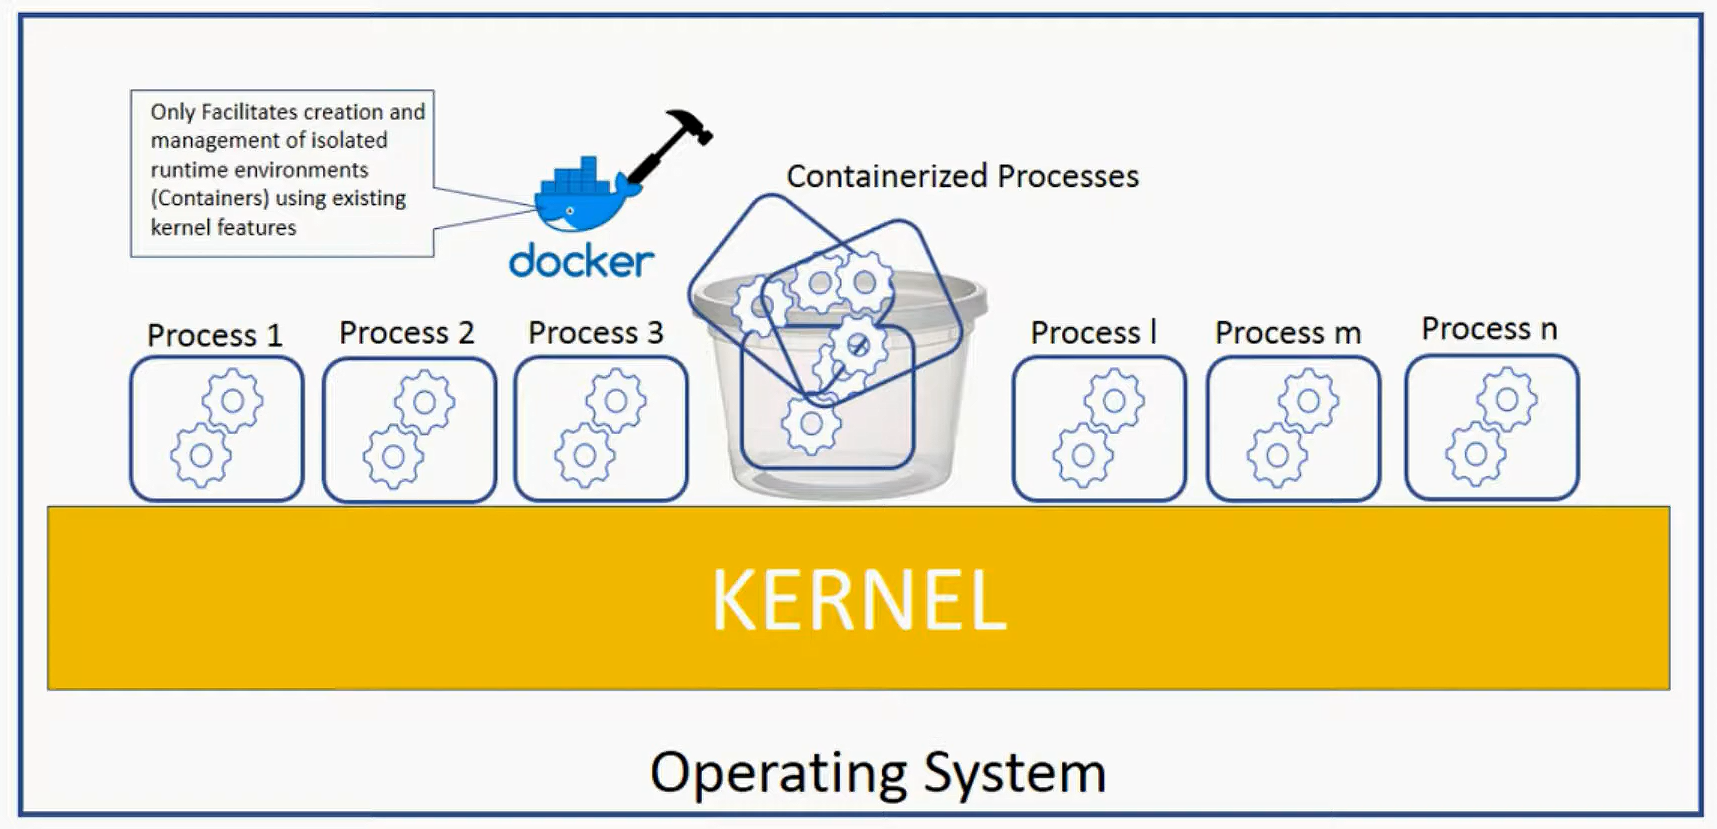 Only Facilitates creation and
management of isolated
runtime environments
(Containers) using existing
kernel features
docker
Containerized Processes
Process 1
Process 2
Process 3
Process l
Process m
Process n
KERNEL
Operating System